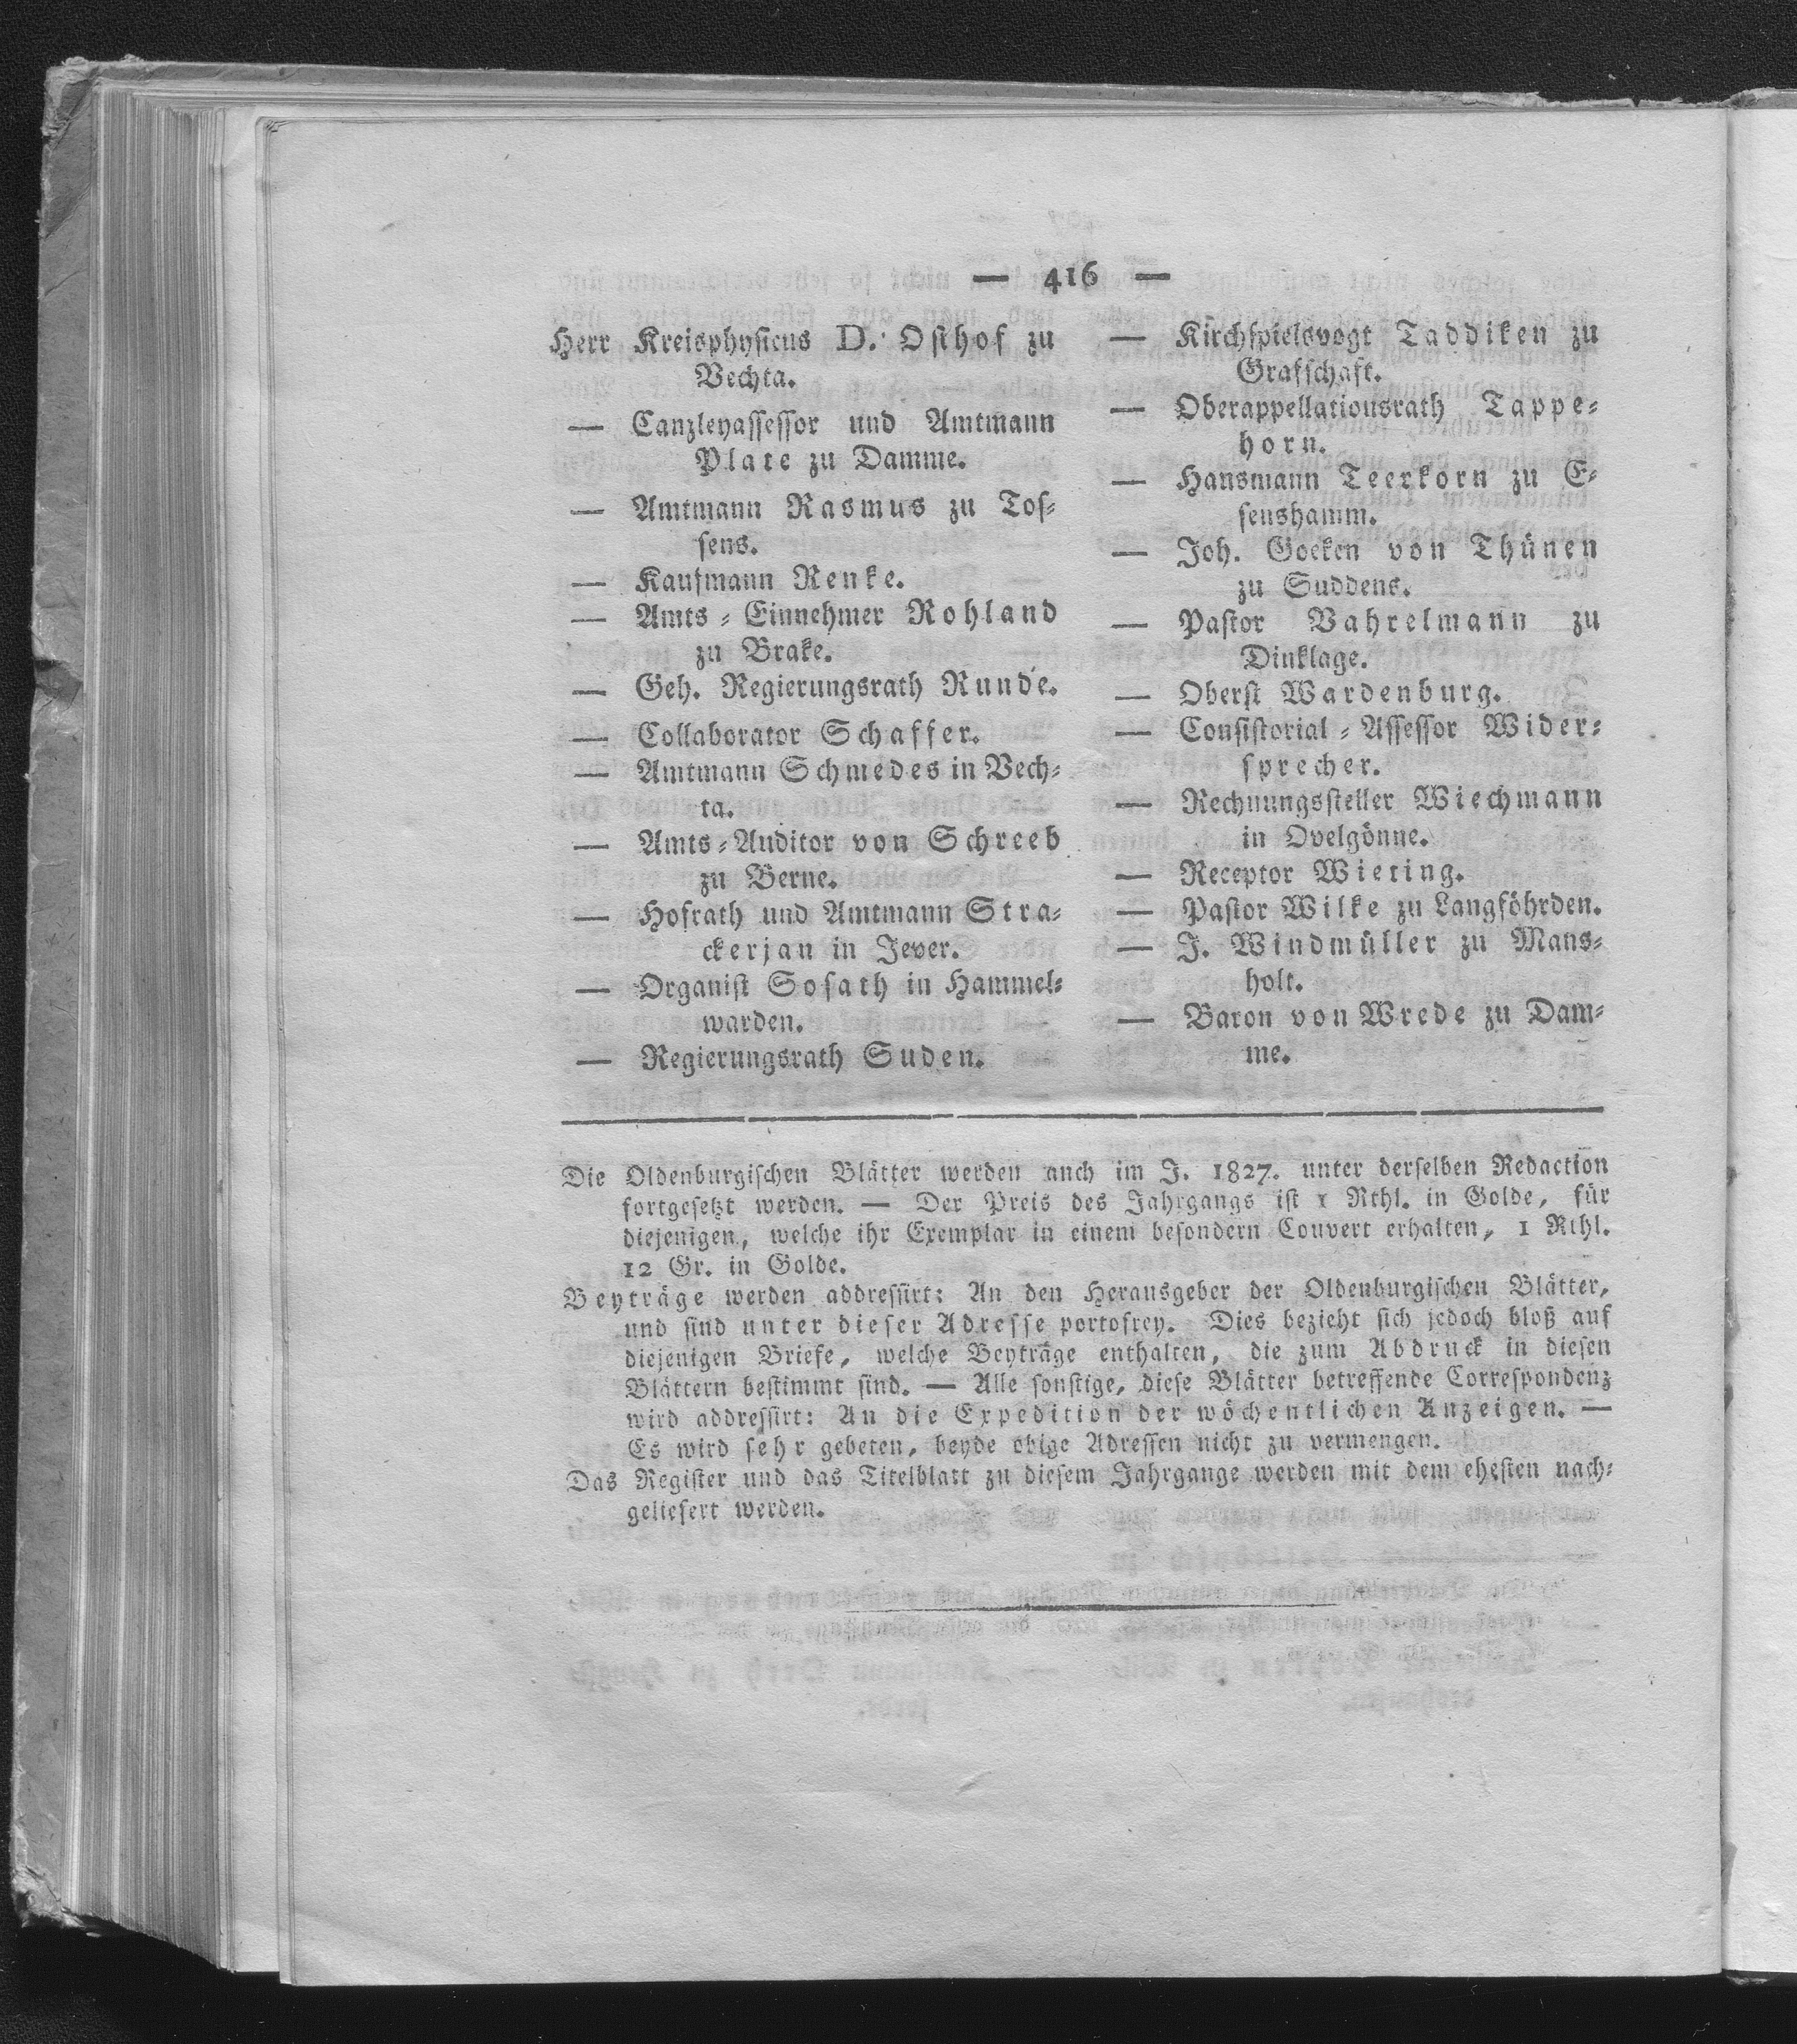 — 416 —
Herr Kreisphysicus D. Osthof zu
Vechta.
— Canzleyassessor und Amtmann
Plate zu Damme.
— Amtmann Rasmus zu Tos-
sens.
— Kaufmann Renke.
— Amts-Einnehmer Rohland
zu Brake.
— Geh. Regierungsrath Runde.
— Collaborator Schaffer.
— Amtmann Schmedes in Vech-
ta.
— Amts-Auditor von Schreeb
zu Berne.
— Hofrath und Amtmann Stra-
ckerjan in Jever.
— Organist Sosath in Hammel-
warden.
— Regierungsrath Suden.
— Kirchspielsvogt Taddiken zu
Grafschaft.
— Oberappellationsrath Tappe-
horn.
— Hausmann Teerkorn zu E-
senshamm.
— Joh. Goeken von Thünen
zu Suddens.
— Pastor Vahrelmann zu
Dinklage.
— Oberst Wardenburg.
— Consistorial-Assessor Wider-
sprecher.
— Rechnungssteller Wiechmann
in Ovelgönne.
— Receptor Wieting.
— Pastor Wilke zu Langföhrden.
— J. Windmüller zu Mans-
holt.
— Baron von Wrede zu Dam-
me.
Die Oldenburgischen Blätter werden auch im J. 1827. unter derselben Redaction
fortgesetzt werden. — Der Preis des Jahrgangs ist 1 Rthl. in Golde, für
diejenigen, welche ihr Exemplar in einem besondern Couvert erhalten, 1 Rthl.
12 Gr. in Golde.
Beyträge werden addressirt: An den Herausgeber der Oldenburgischen Blätter,
und sind unter dieser Adresse portofrey. Dies bezieht sich jedoch bloß auf
diejenigen Briefe, welche Beyträge enthalten, die zum Abdruck in diesen
Blättern bestimmt sind. — Alle sonstige, diese Blätter betreffende Correspondenz
wird addressirt: An die Expedition der wöchentlichen Anzeigen. —
Es wird sehr gebeten, beyde obige Adressen nicht zu vermengen.
Das Register und das Titelblatt zu diesem Jahrgange werden mit dem ehesten nach-
geliefert werden.